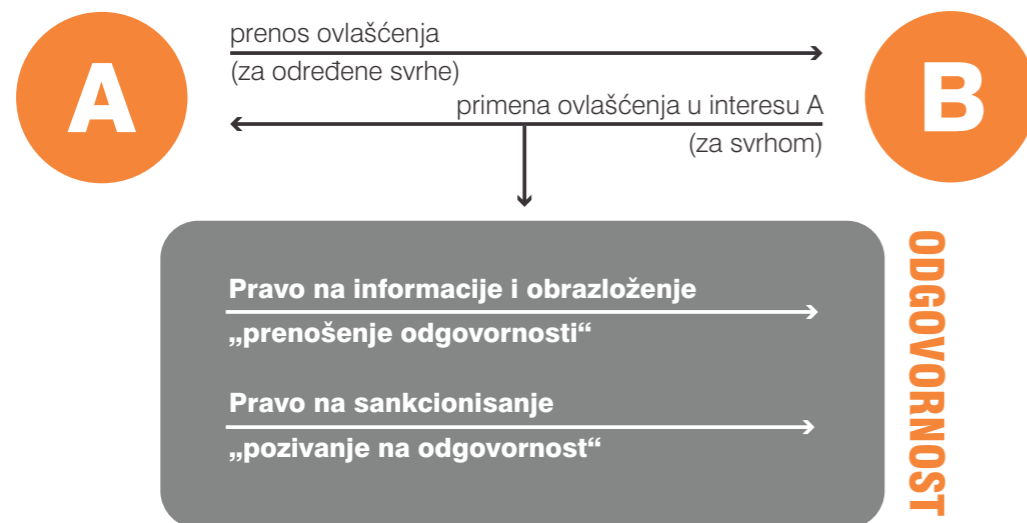 A
prenos ovlašćenja
(za određene svrhe)
primena ovlašćenja u interesu A
(za svrhom)
B
Pravo na informacije i obrazloženje
„prenošenje odgovornosti“
Pravo na sankcionisanje
„pozivanje na odgovornost“
ODGOVORNOST